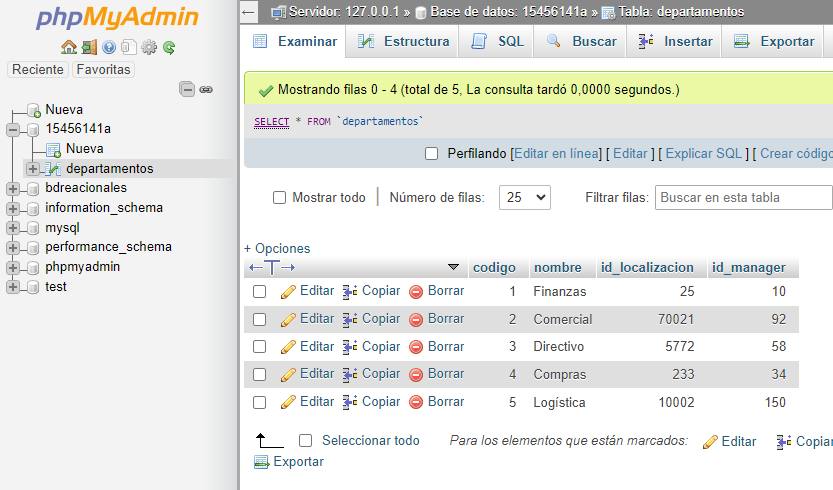 phpMyAdmin
Reciente Favoritas
Nueva
15456141a
Nueva
departamentos
bdreacionales
information_schema
mysql
performance_schema
phpmyadmin
test
Servidor: 127.0.0.1 » Base de datos: 15456141a » Tabla: departamentos
Examinar Estructura SQL Buscar Insertar Exportar
Mostrando filas 0 - 4 (total de 5, La consulta tardó 0,0000 segundos.)
SELECT * FROM `departamentos`
Perfilando [Editar en línea] [ Editar ] [ Explicar SQL ] [ Crear código
Mostrar todo | Número de filas: 25 Filtrar filas: Buscar en esta tabla
+ Opciones
codigo nombre id_localizacion id_manager
Editar Copiar Borrar 1 Finanzas 25 10
Editar Copiar Borrar 2 Comercial 70021 92
Editar Copiar Borrar 3 Directivo 5772 58
Editar Copiar Borrar 4 Compras 233 34
Editar Copiar Borrar 5 Logística 10002 150
Seleccionar todo Para los elementos que están marcados: Editar Copiar
Exportar